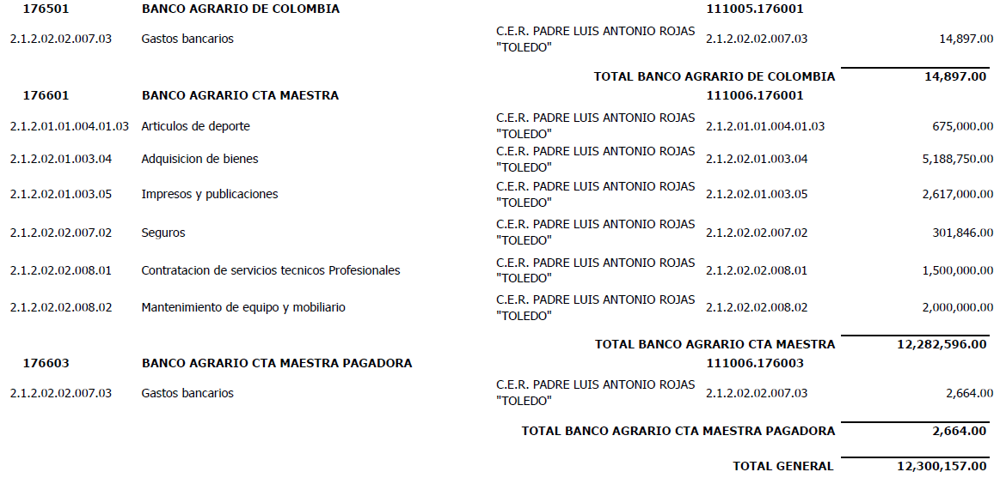 176501 BANCO AGRARIO DE COLOMBIA 111005.176001
2.1.2.02.02.007.03 Gastos bancarios C.E.R. PADRE LUIS ANTONIO ROJAS "TOLEDO" 2.1.2.02.02.007.03 14,897.00
TOTAL BANCO AGRARIO DE COLOMBIA 14,897.00
176601 BANCO AGRARIO CTA MAESTRA 111006.176001
2.1.2.01.01.004.01.03 Articulos de deporte C.E.R. PADRE LUIS ANTONIO ROJAS "TOLEDO" 2.1.2.01.01.004.01.03 675,000.00
2.1.2.02.01.003.04 Adquisicion de bienes C.E.R. PADRE LUIS ANTONIO ROJAS "TOLEDO" 2.1.2.02.01.003.04 5,188,750.00
2.1.2.02.01.003.05 Impresos y publicaciones C.E.R. PADRE LUIS ANTONIO ROJAS "TOLEDO" 2.1.2.02.01.003.05 2,617,000.00
2.1.2.02.02.007.02 Seguros C.E.R. PADRE LUIS ANTONIO ROJAS "TOLEDO" 2.1.2.02.02.007.02 301,846.00
2.1.2.02.02.008.01 Contratacion de servicios tecnicos Profesionales C.E.R. PADRE LUIS ANTONIO ROJAS "TOLEDO" 2.1.2.02.02.008.01 1,500,000.00
2.1.2.02.02.008.02 Mantenimiento de equipo y mobiliario C.E.R. PADRE LUIS ANTONIO ROJAS "TOLEDO" 2.1.2.02.02.008.02 2,000,000.00
TOTAL BANCO AGRARIO CTA MAESTRA 12,282,596.00
176603 BANCO AGRARIO CTA MAESTRA PAGADORA 111006.176003
2.1.2.02.02.007.03 Gastos bancarios C.E.R. PADRE LUIS ANTONIO ROJAS "TOLEDO" 2.1.2.02.02.007.03 2,664.00
TOTAL BANCO AGRARIO CTA MAESTRA PAGADORA 2,664.00
TOTAL GENERAL 12,300,157.00